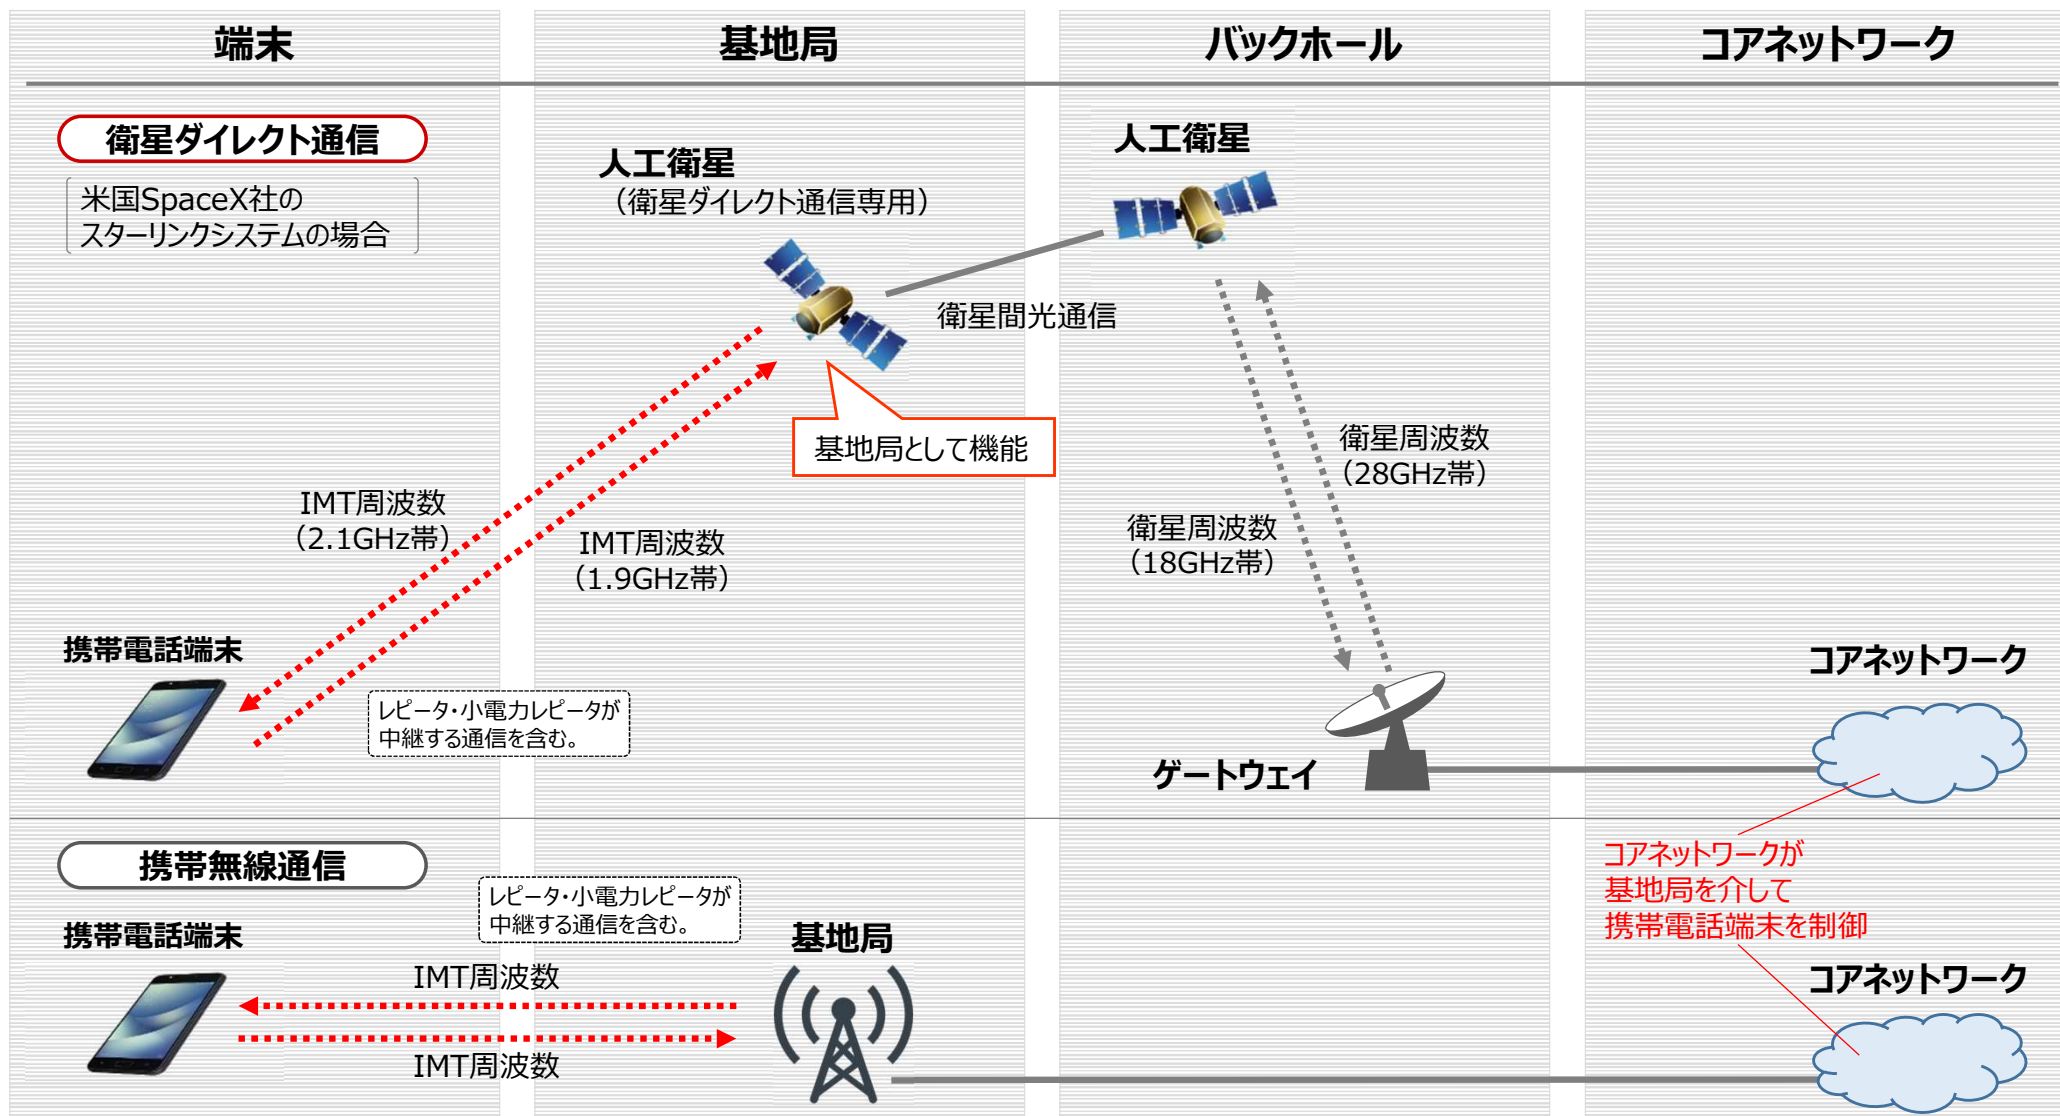 端末
基地局
バックホール
コアネットワーク
衛星ダイレクト通信
米国SpaceX社の
スターリンクシステムの場合
人工衛星
（衛星ダイレクト通信専用）
人工衛星
衛星間光通信
基地局として機能
IMT周波数
（2.1GHz帯）
IMT周波数
（1.9GHz帯）
衛星周波数
（28GHz帯）
衛星周波数
（18GHz帯）
携帯電話端末
レピータ・小電力レピータが
中継する通信を含む。
ゲートウェイ
コアネットワーク
携帯無線通信
レピータ・小電力レピータが
中継する通信を含む。
携帯電話端末
基地局
IMT周波数
IMT周波数
コアネットワークが
基地局を介して
携帯電話端末を制御
コアネットワーク